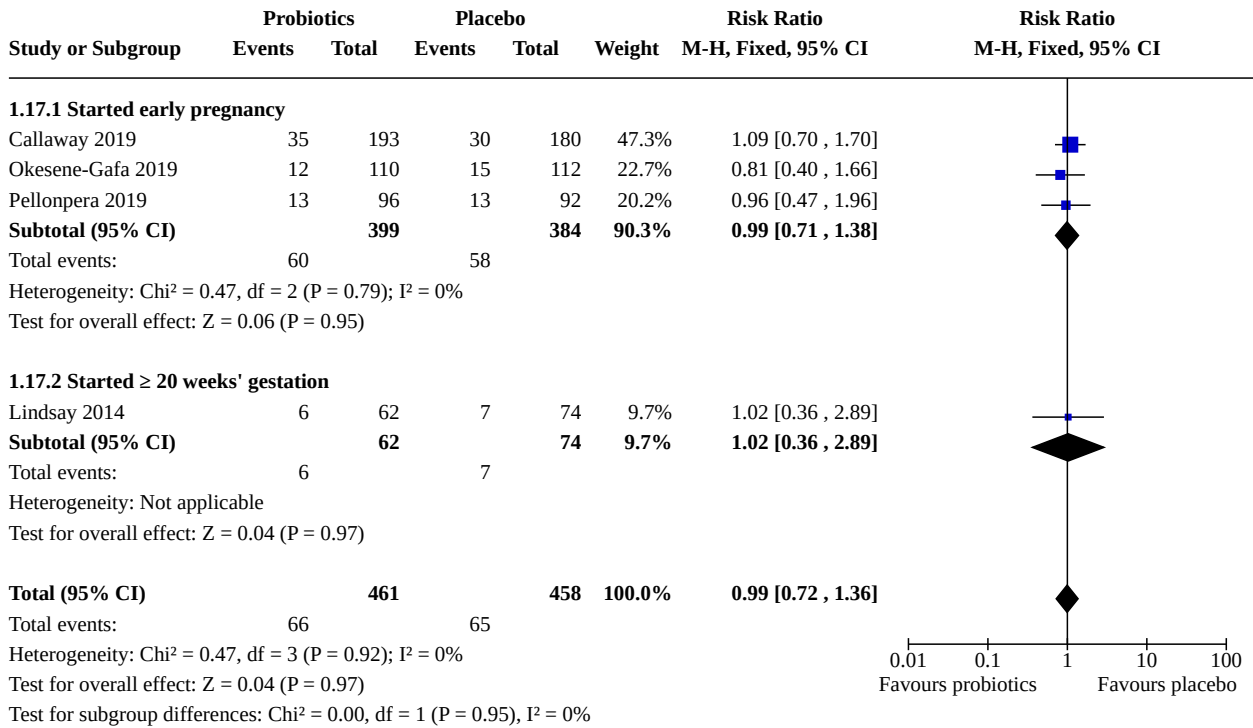 Probiotics Placebo Risk Ratio Risk Ratio
Study or Subgroup Events Total Events Total Weight M-H, Fixed, 95% CI M-H, Fixed, 95% CI
1.17.1 Started early pregnancy
Callaway 2019 35 193 30 180 47.3% 1.09 [0.70 , 1.70]
Okesene-Gafa 2019 12 110 15 112 22.7% 0.81 [0.40 , 1.66]
Pellonpera 2019 13 96 13 92 20.2% 0.96 [0.47 , 1.96]
Subtotal (95% CI) 399 384 90.3% 0.99 [0.71 , 1.38]
Total events: 60 58
Heterogeneity: Chi² = 0.47, df = 2 (P = 0.79); I² = 0%
Test for overall effect: Z = 0.06 (P = 0.95)
1.17.2 Started ≥ 20 weeks' gestation
Lindsay 2014 6 62 7 74 9.7% 1.02 [0.36 , 2.89]
Subtotal (95% CI) 62 74 9.7% 1.02 [0.36 , 2.89]
Total events: 6 7
Heterogeneity: Not applicable
Test for overall effect: Z = 0.04 (P = 0.97)
Total (95% CI) 461 458 100.0% 0.99 [0.72 , 1.36]
Total events: 66 65
Heterogeneity: Chi² = 0.47, df = 3 (P = 0.92); I² = 0%
0.01 0.1 1 10 100
Test for overall effect: Z = 0.04 (P = 0.97)
Favours probiotics Favours placebo
Test for subgroup differences: Chi² = 0.00, df = 1 (P = 0.95), I² = 0%